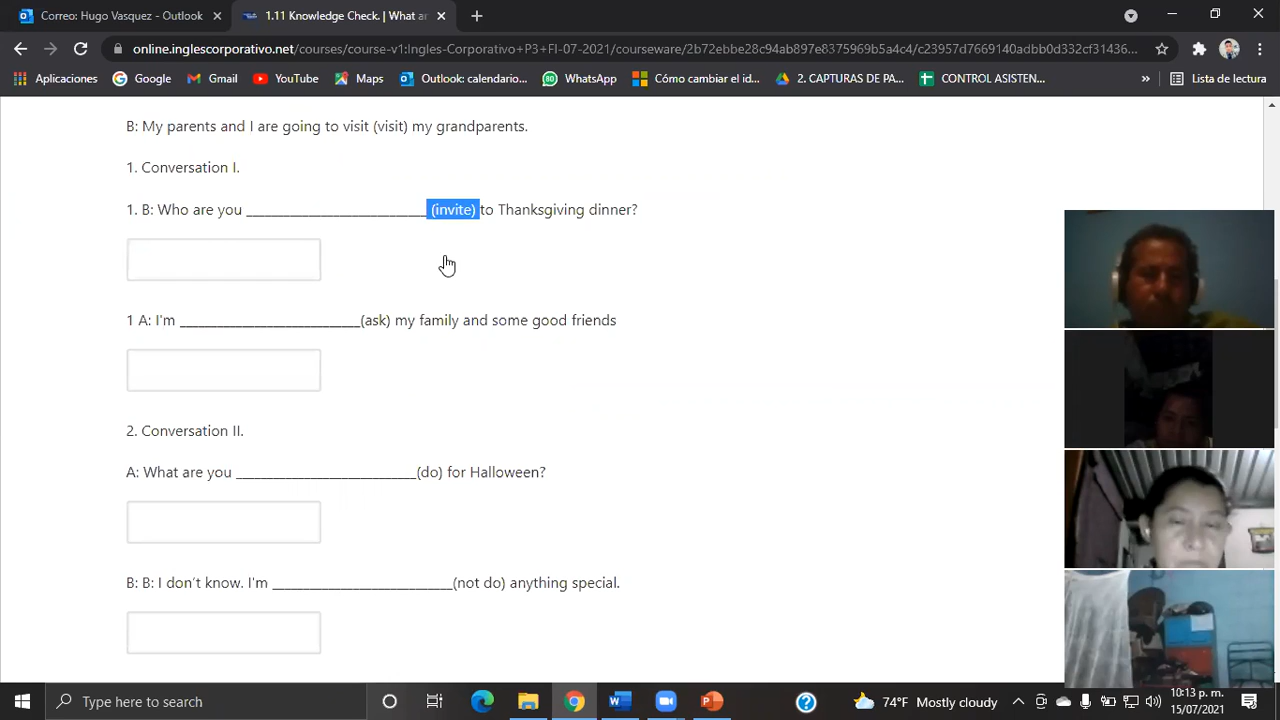 Correo: Hugo Vasquez - Outlook
1.11 Knowledge Check. | What ar
online.inglescorporativo.net/courses/course-v1:Ingles-Corporativo+P3+FI-07-2021/courseware/2b72ebbe28c94ab897e8375969b5a4c4/c23957d7669140adbb0d332cf31436...
Aplicaciones Google Gmail YouTube Maps Outlook: calendario... WhatsApp Cómo cambiar el id... 2. CAPTURAS DE PA... CONTROL ASISTEN... » Lista de lectura
B: My parents and I are going to visit (visit) my grandparents.
1. Conversation I.
1. B: Who are you __________________________ (invite) to Thanksgiving dinner?
1 A: I'm __________________________(ask) my family and some good friends
2. Conversation II.
A: What are you __________________________(do) for Halloween?
B: B: I don't know. I'm __________________________(not do) anything special.
Type here to search
74°F Mostly cloudy
10:13 p. m.
15/07/2021